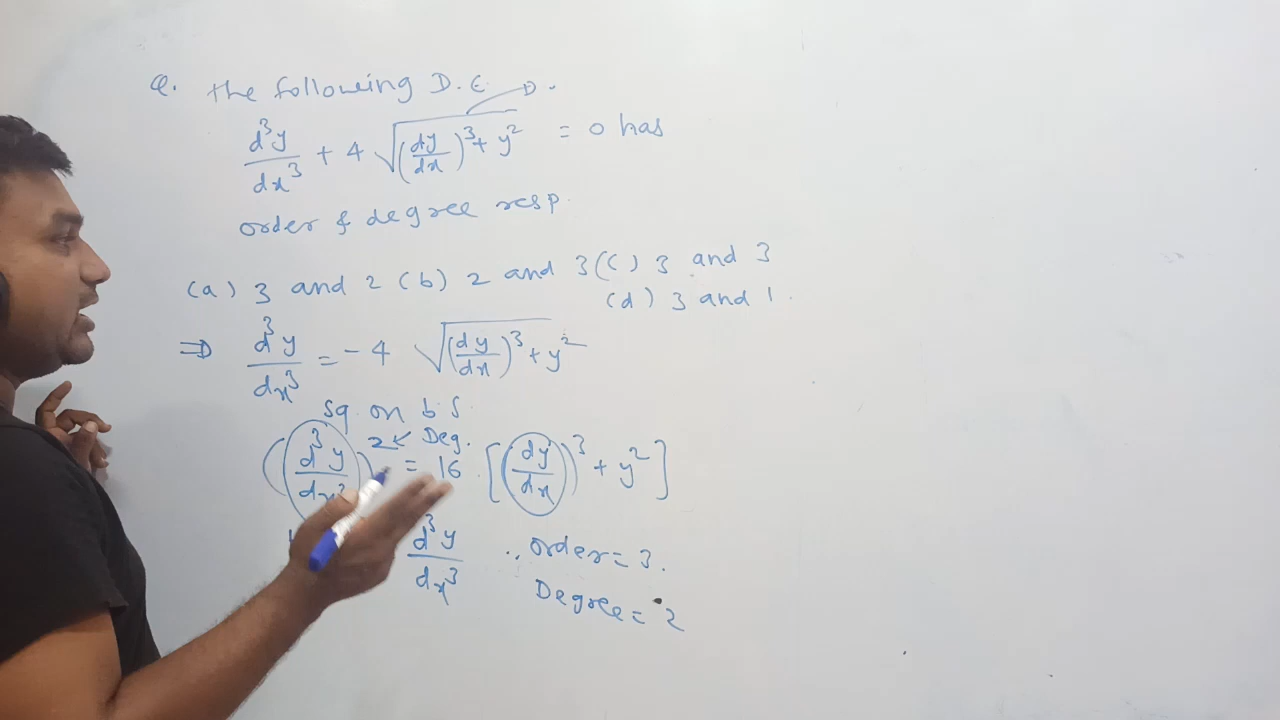 Q. the following D.E. D.
d³y/dx³ + 4 √((dy/dx)³ + y²) = 0 has
order & degree resp.
(a) 3 and 2 (b) 2 and 3 (c) 3 and 3
(d) 3 and 1.
⇒ d³y/dx³ = -4 √((dy/dx)³ + y²)
sq. on b S.
(d³y/dx³)² ← Deg. = 16 [(dy/dx)³ + y²]
d³y/dx³ ∴ order = 3.
Degree = 2